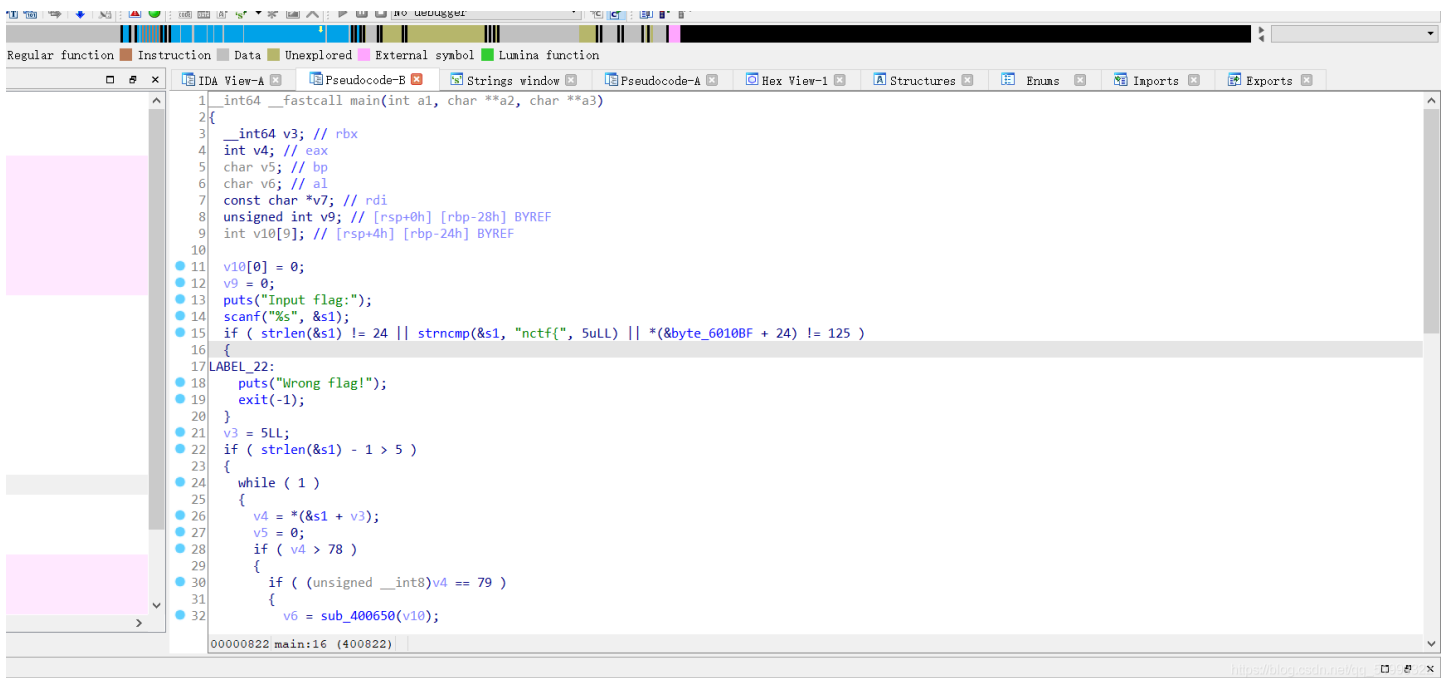 No debugger
Regular function Instruction Data Unexplored External symbol Lumina function
IDA View-A Pseudocode-B Strings window Pseudocode-A Hex View-1 Structures Enums Imports Exports
1 __int64 __fastcall main(int a1, char **a2, char **a3)
2 {
3 __int64 v3; // rbx
4 int v4; // eax
5 char v5; // bp
6 char v6; // al
7 const char *v7; // rdi
8 unsigned int v9; // [rsp+0h] [rbp-28h] BYREF
9 int v10[9]; // [rsp+4h] [rbp-24h] BYREF
10
11 v10[0] = 0;
12 v9 = 0;
13 puts("Input flag:");
14 scanf("%s", &s1);
15 if ( strlen(&s1) != 24 || strncmp(&s1, "nctf{", 5uLL) || *(&byte_6010BF + 24) != 125 )
16 {
17 LABEL_22:
18 puts("Wrong flag!");
19 exit(-1);
20 }
21 v3 = 5LL;
22 if ( strlen(&s1) - 1 > 5 )
23 {
24 while ( 1 )
25 {
26 v4 = *(&s1 + v3);
27 v5 = 0;
28 if ( v4 > 78 )
29 {
30 if ( (unsigned __int8)v4 == 79 )
31 {
32 v6 = sub_400650(v10);
00000822 main:16 (400822)